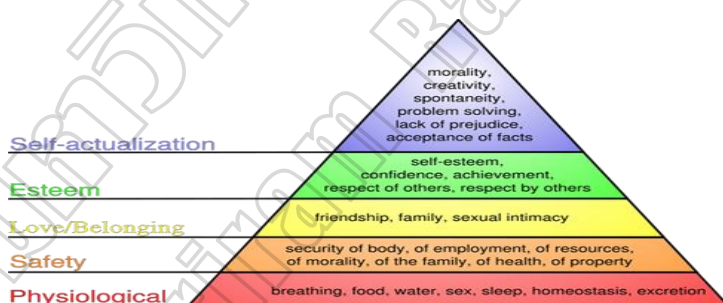 morality,
creativity,
spontaneity,
problem solving,
lack of prejudice,
acceptance of facts
Self-actualization
self-esteem,
confidence, achievement,
respect of others, respect by others
Esteem
friendship, family, sexual intimacy
Love/Belonging
security of body, of employment, of resources,
of morality, of the family, of health, of property
Safety
breathing, food, water, sex, sleep, homeostasis, excretion
Physiological